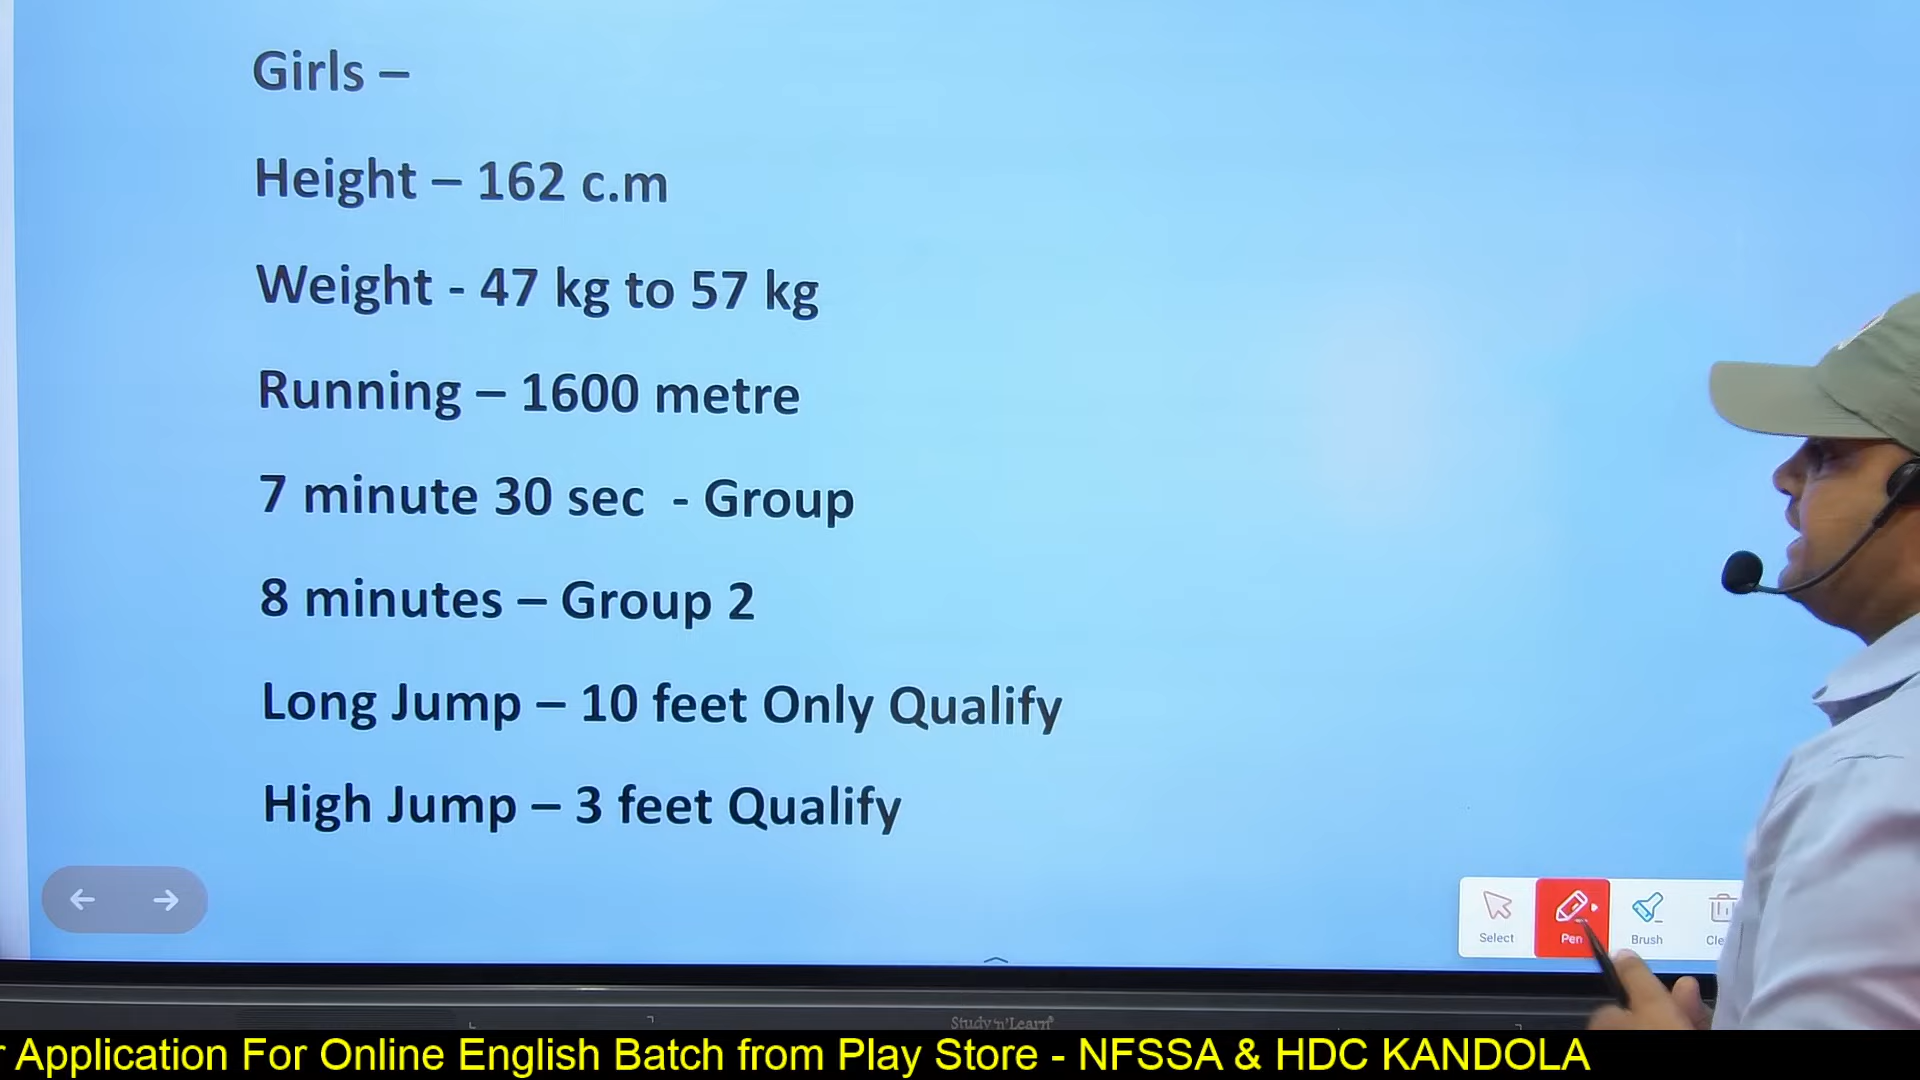 Girls –
Height – 162 c.m
Weight - 47 kg to 57 kg
Running – 1600 metre
7 minute 30 sec - Group
8 minutes – Group 2
Long Jump – 10 feet Only Qualify
High Jump – 3 feet Qualify
Select
Pen
Brush
Study'n'Learn
Application For Online English Batch from Play Store - NFSSA & HDC KANDOLA